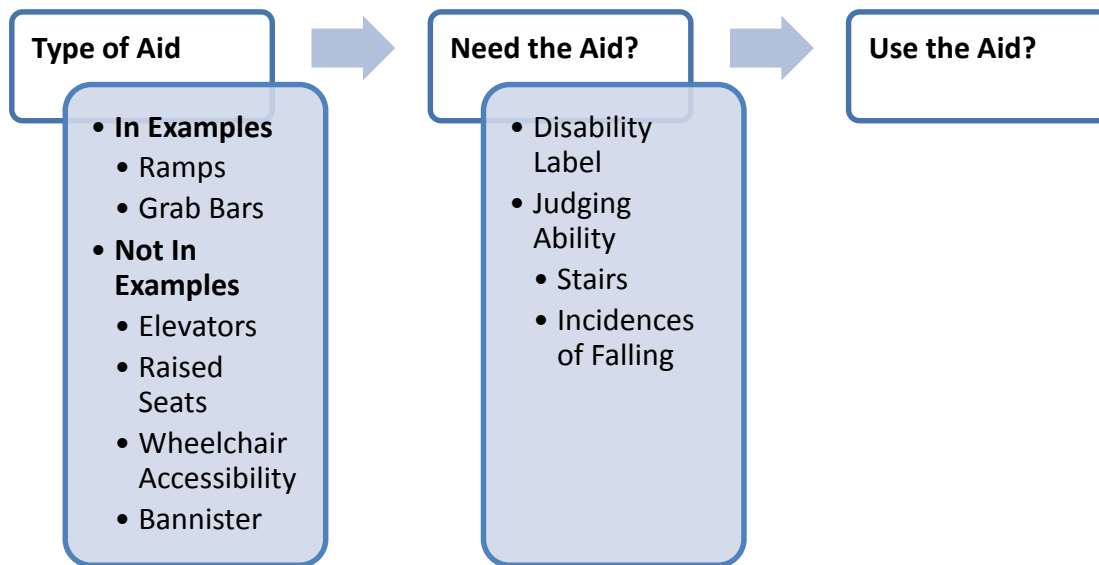 Type of Aid
• In Examples
• Ramps
• Grab Bars
• Not In
Examples
• Elevators
• Raised
Seats
• Wheelchair
Accessibility
• Bannister
Need the Aid?
• Disability
Label
• Judging
Ability
• Stairs
• Incidences
of Falling
Use the Aid?